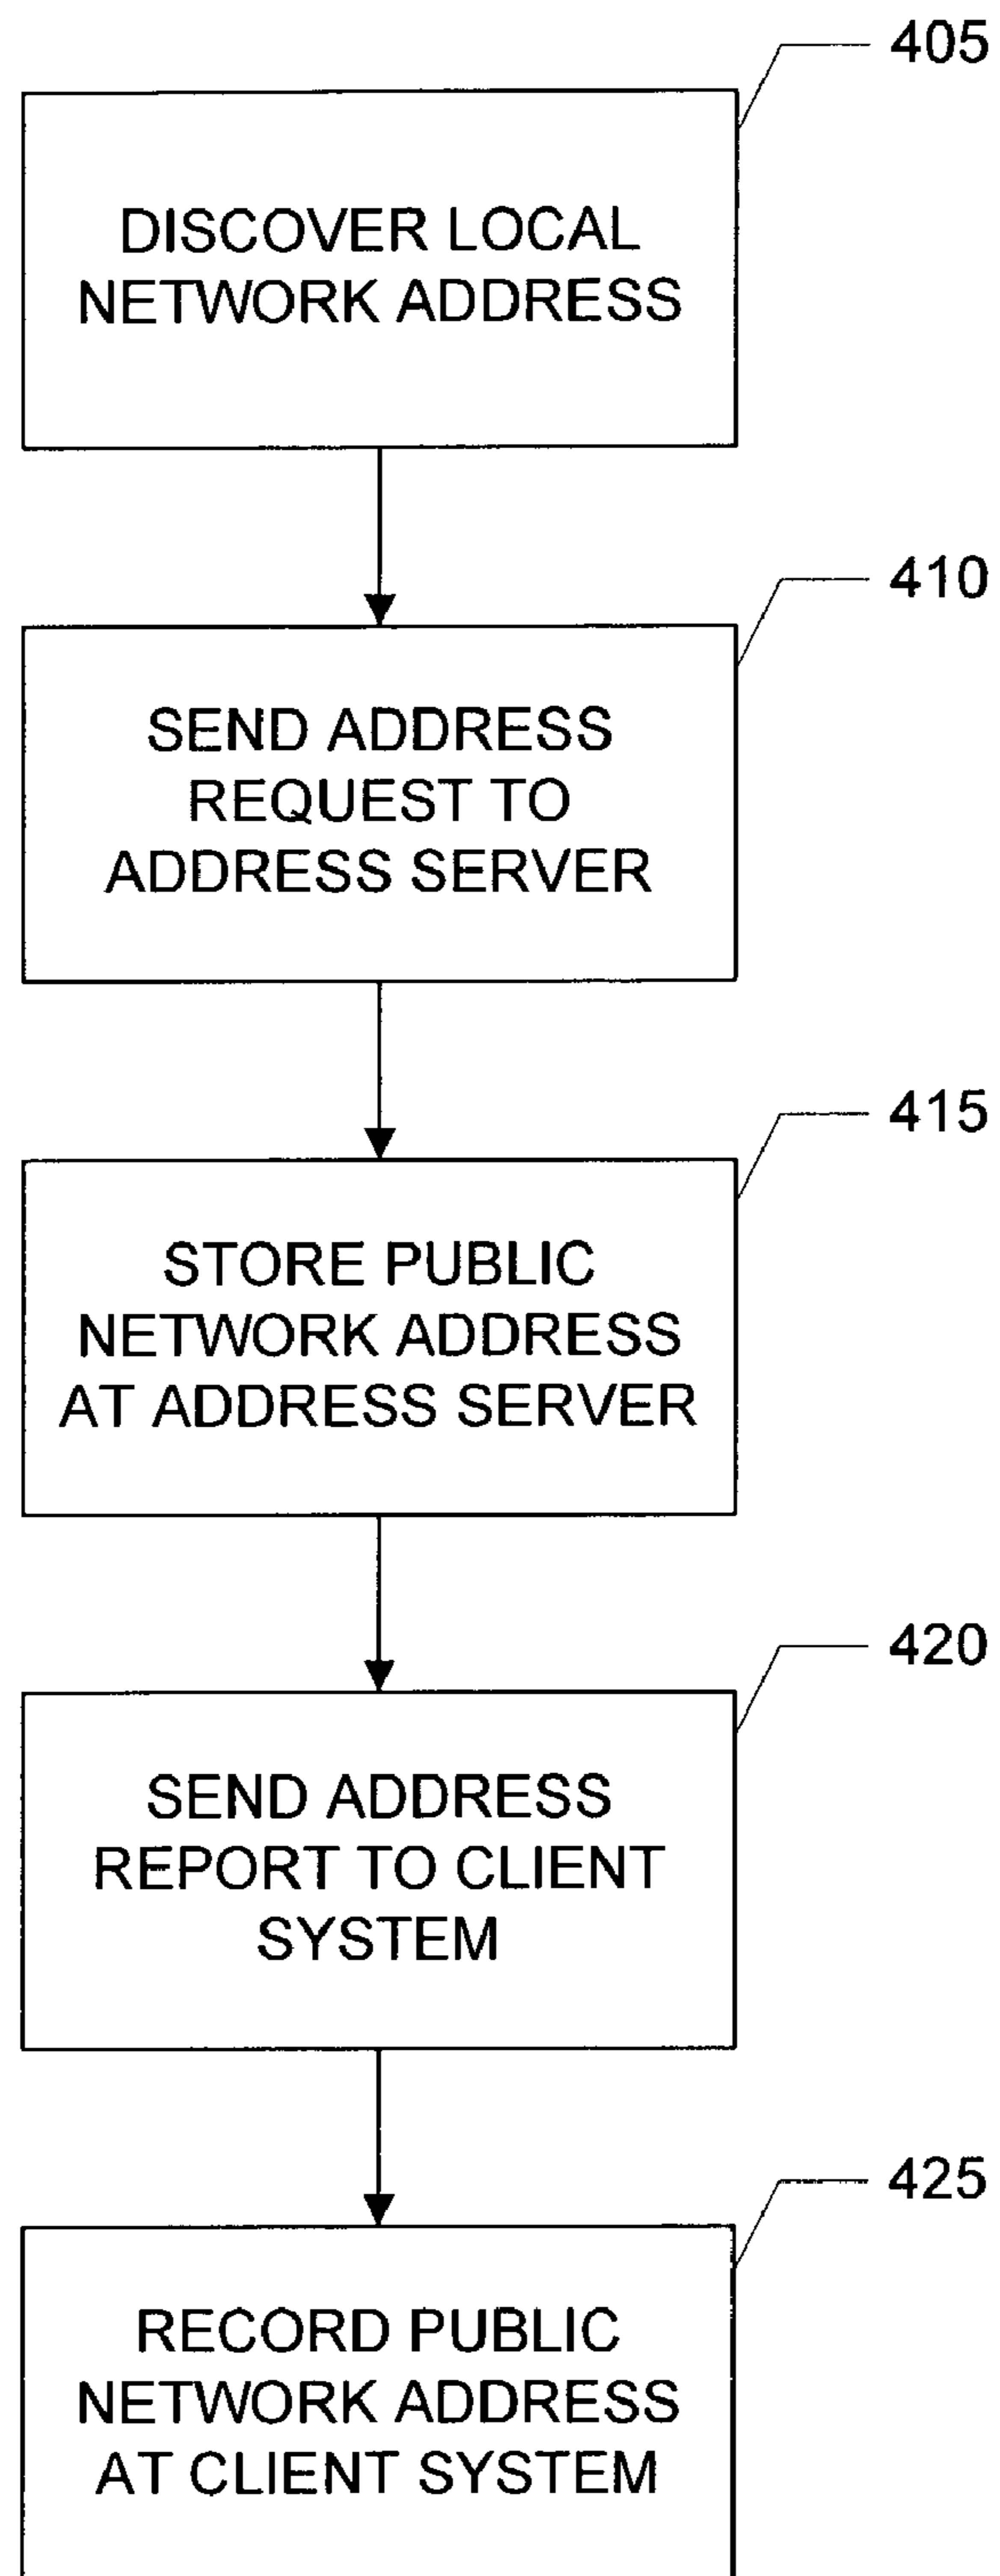 405
DISCOVER LOCAL
NETWORK ADDRESS
410
SEND ADDRESS
REQUEST TO
ADDRESS SERVER
415
STORE PUBLIC
NETWORK ADDRESS
AT ADDRESS SERVER
420
SEND ADDRESS
REPORT TO CLIENT
SYSTEM
425
RECORD PUBLIC
NETWORK ADDRESS
AT CLIENT SYSTEM